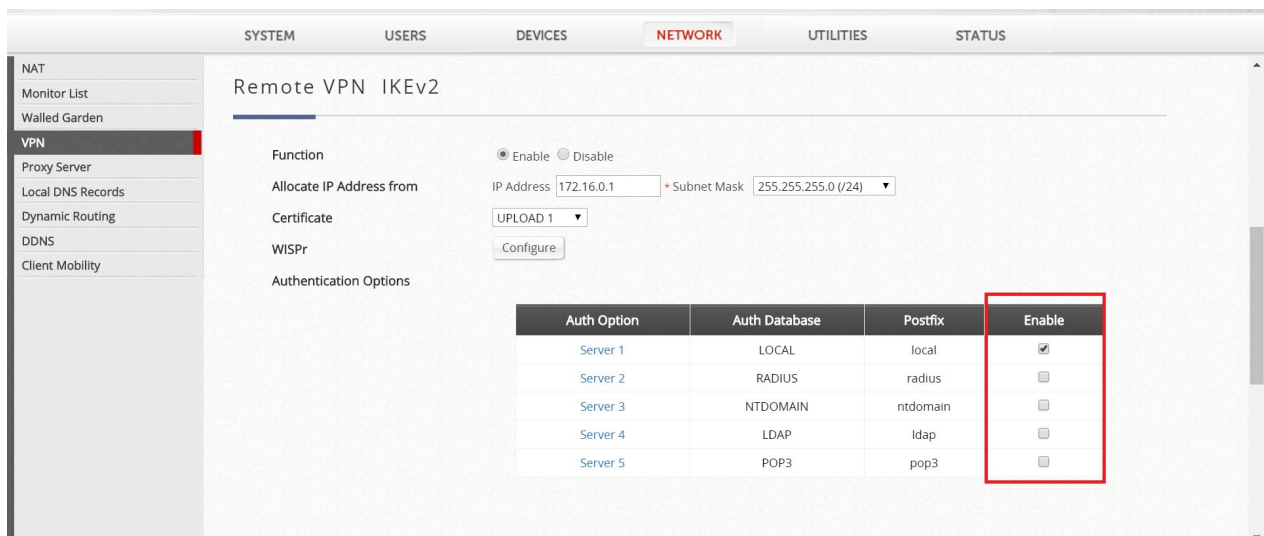 SYSTEM USERS DEVICES NETWORK UTILITIES STATUS
NAT
Monitor List
Walled Garden
VPN
Proxy Server
Local DNS Records
Dynamic Routing
DDNS
Client Mobility
Remote VPN IKEv2
Function Enable Disable
Allocate IP Address from IP Address 172.16.0.1 * Subnet Mask 255.255.255.0 (/24)
Certificate UPLOAD 1
WISPr Configure
Authentication Options
Auth Option Auth Database Postfix Enable
Server 1 LOCAL local
Server 2 RADIUS radius
Server 3 NTDOMAIN ntdomain
Server 4 LDAP ldap
Server 5 POP3 pop3